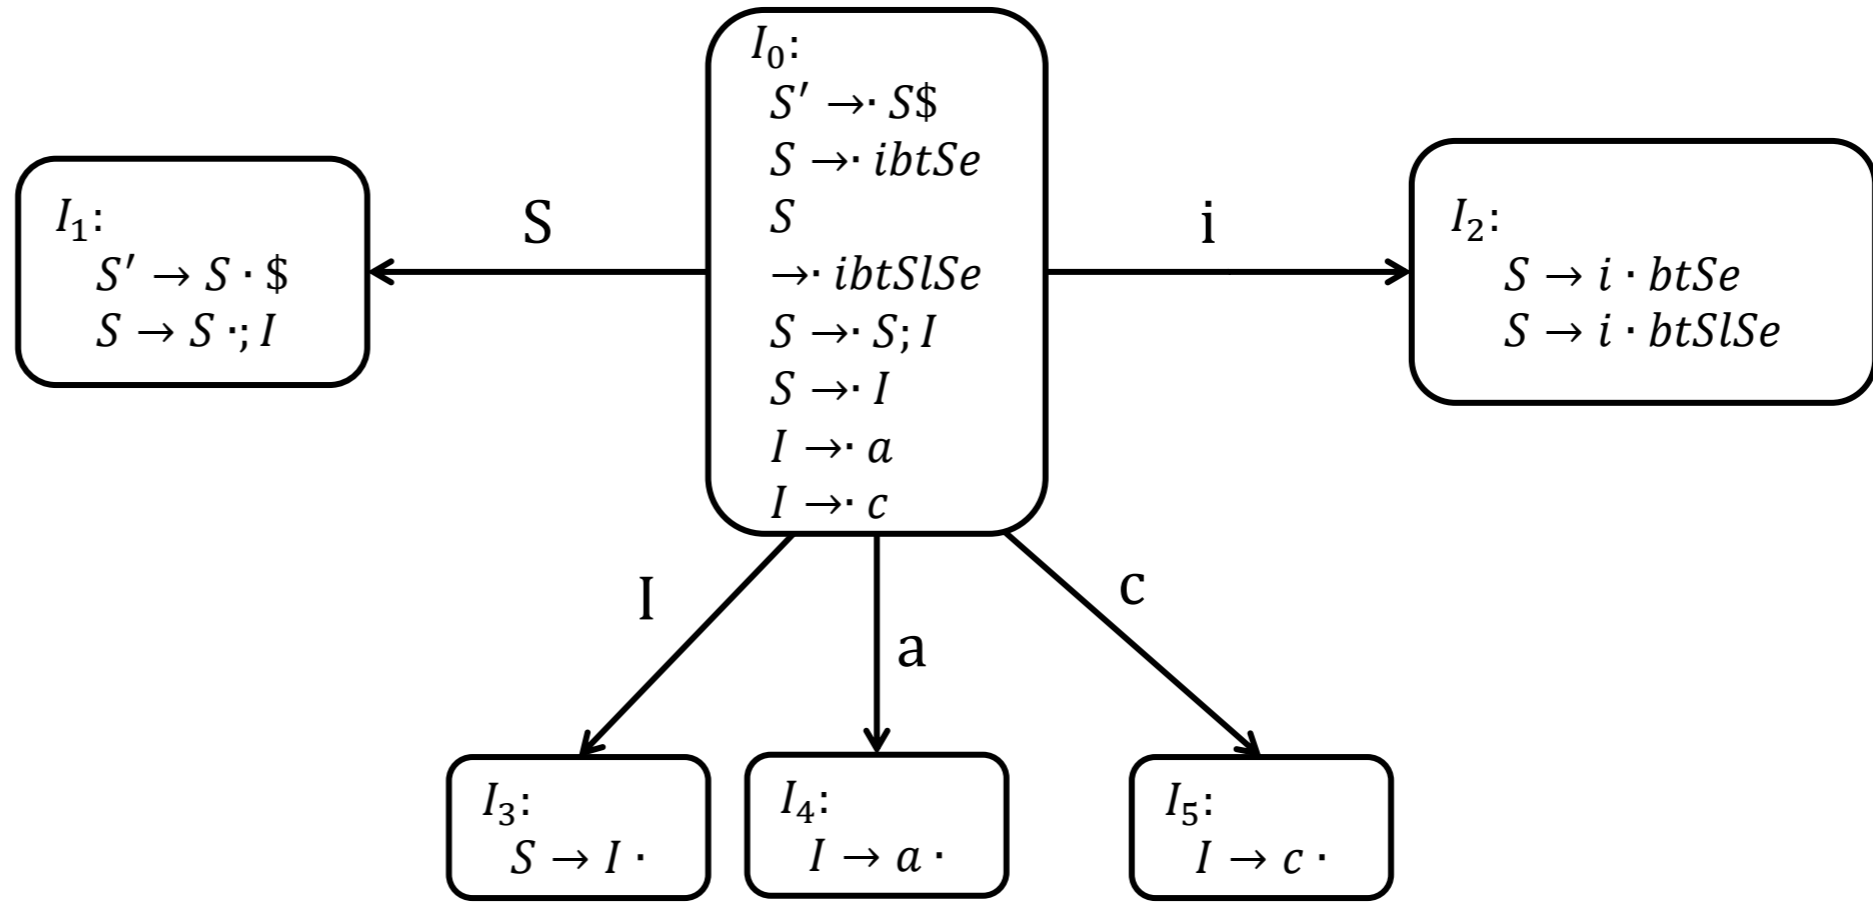 I₀:
S′ →· S$
S →· ibtSe
S
→· ibtSlSe
S →· S; I
S →· I
I →· a
I →· c
I₁:
S′ → S · $
S → S ·; I
S
i
I₂:
S → i · btSe
S → i · btSlSe
I
a
c
I₃:
S → I ·
I₄:
I → a ·
I₅:
I → c ·